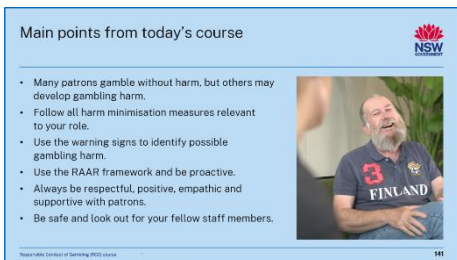 Main points from today's course
NSW
GOVERNMENT
• Many patrons gamble without harm, but others may
develop gambling harm.
• Follow all harm minimisation measures relevant
to your role.
• Use the warning signs to identify possible
gambling harm.
• Use the RAAR framework and be proactive.
• Always be respectful, positive, empathic and
supportive with patrons.
• Be safe and look out for your fellow staff members.
3
FINLAND
Responsible Conduct of Gambling (RCG) course
141